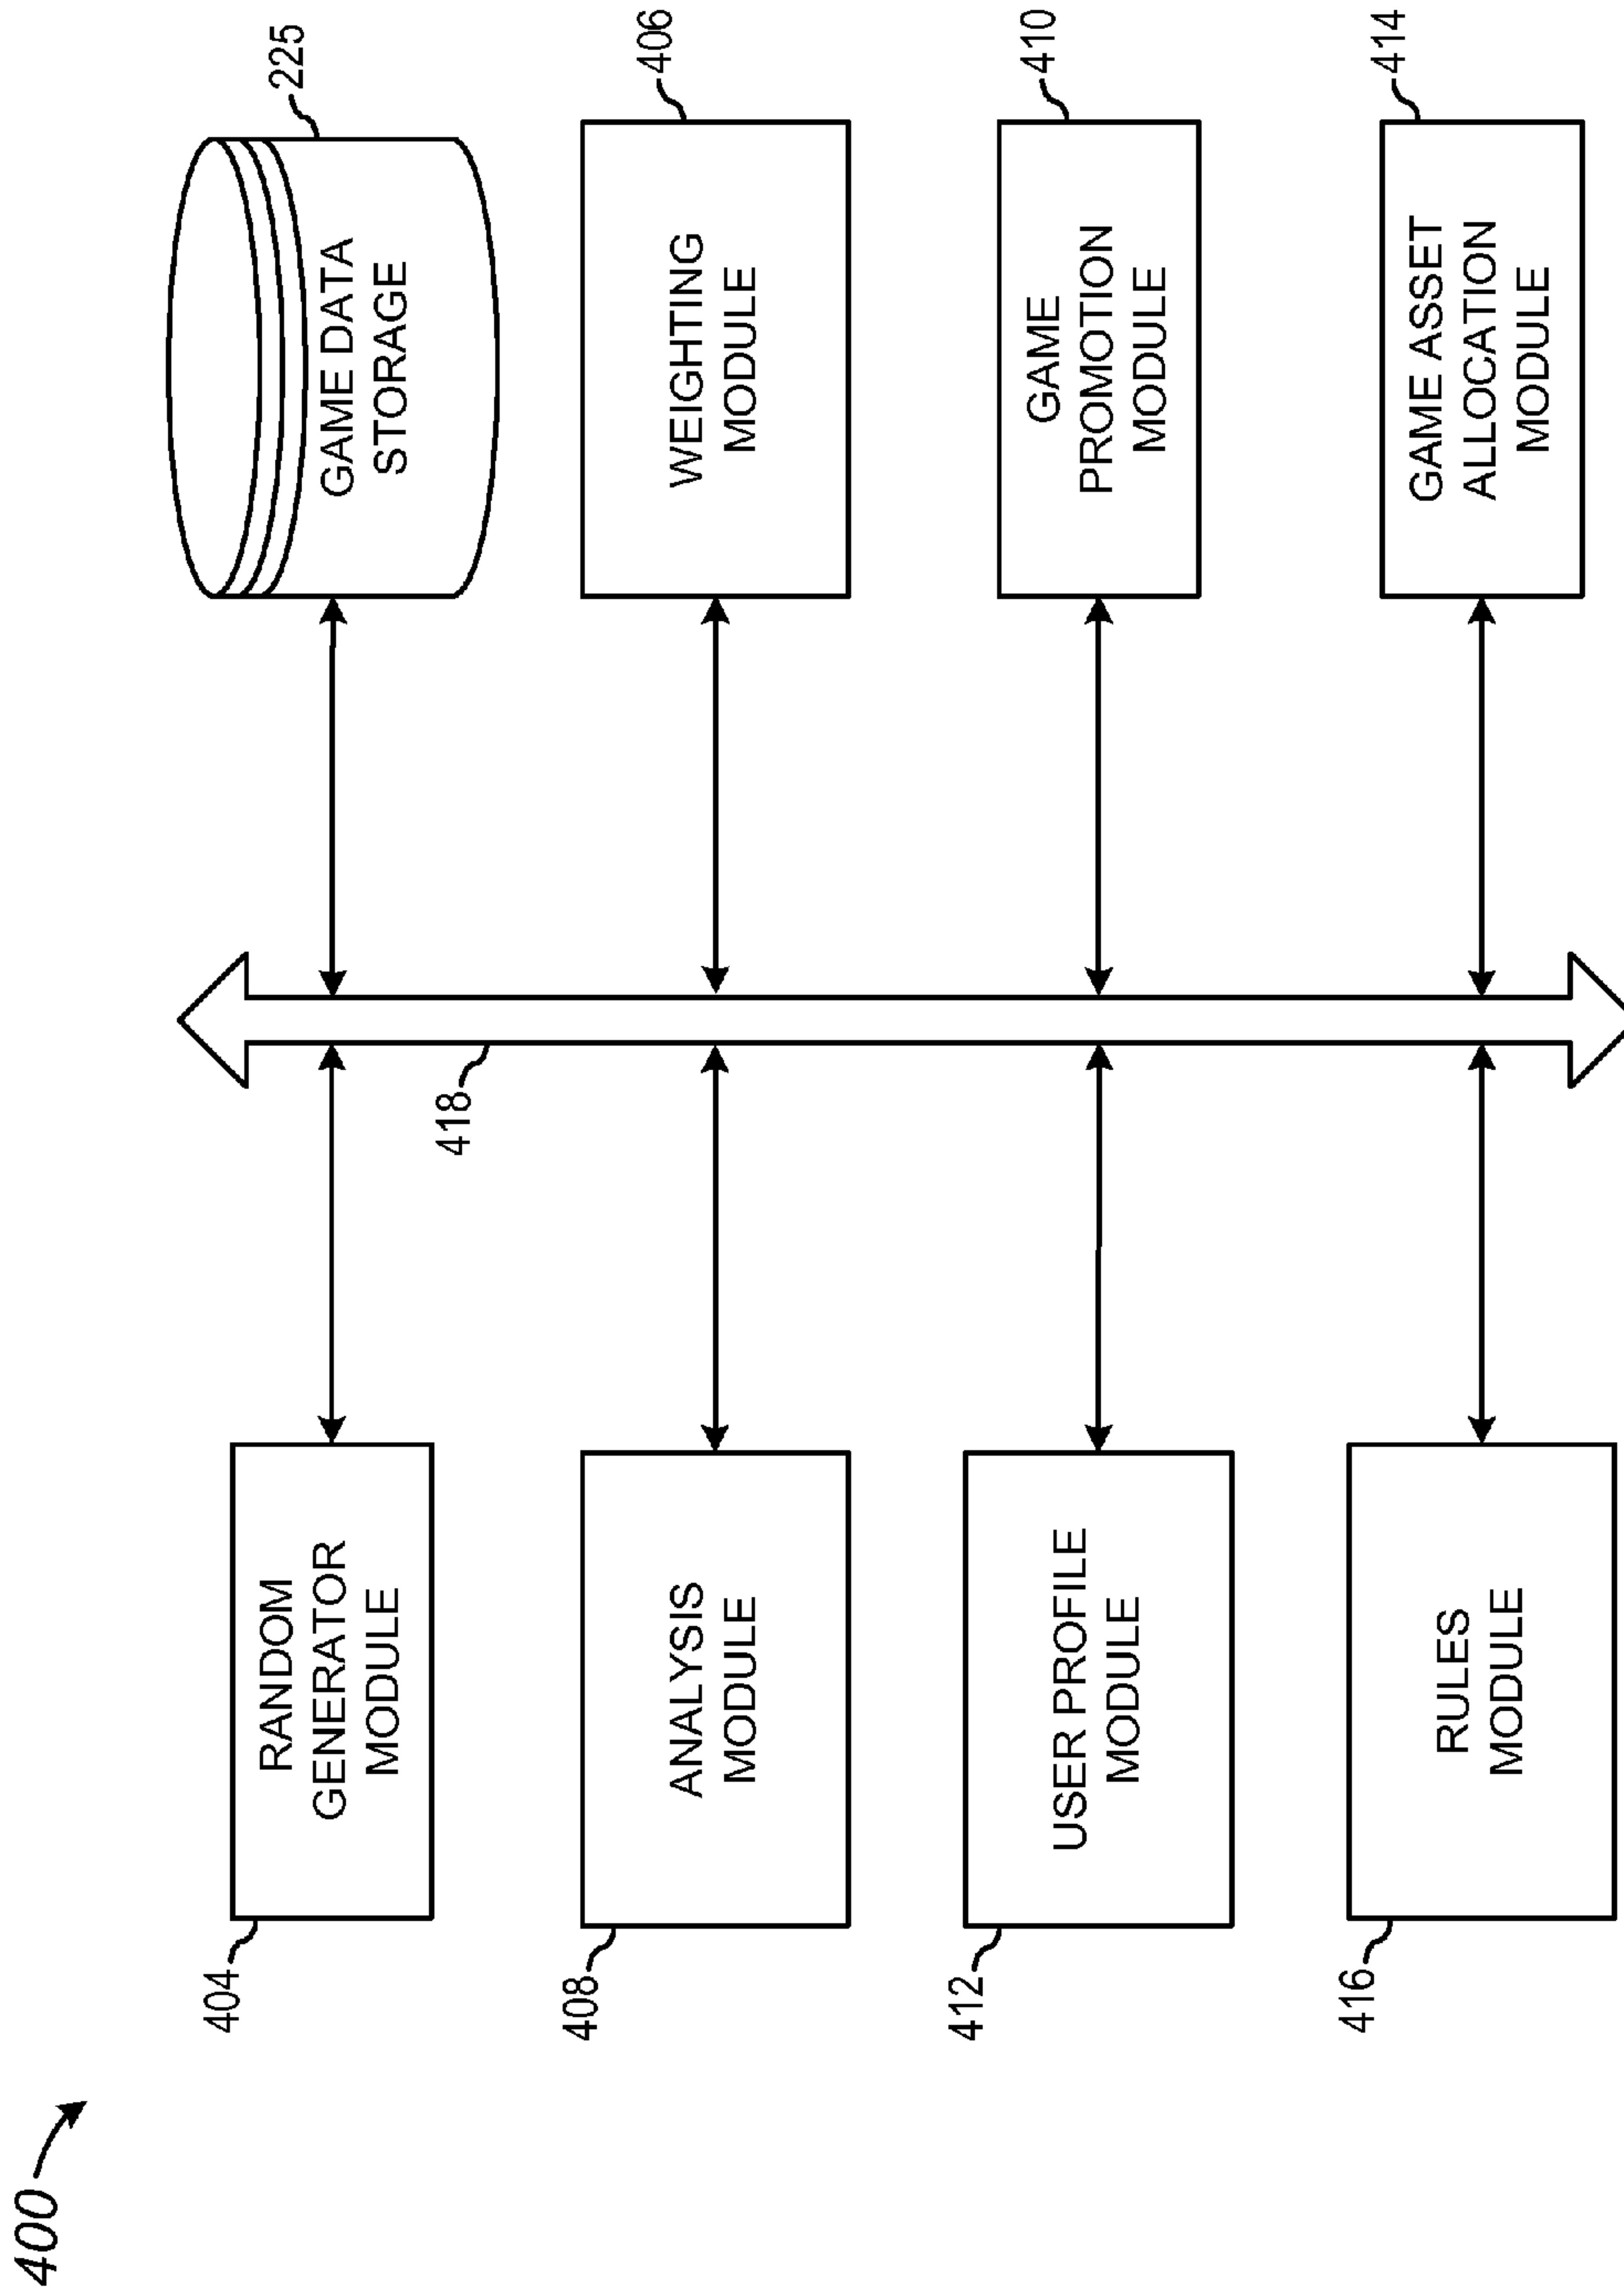 400
404
RANDOM
GENERATOR
MODULE
408
ANALYSIS
MODULE
412
USER PROFILE
MODULE
416
RULES
MODULE
418
225
GAME DATA
STORAGE
406
WEIGHTING
MODULE
410
GAME
PROMOTION
MODULE
414
GAME ASSET
ALLOCATION
MODULE